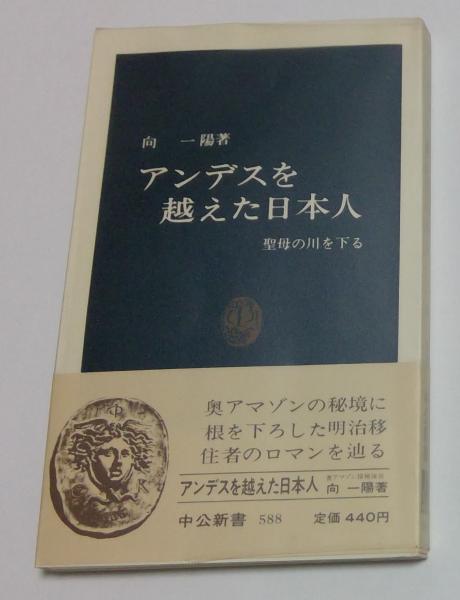 向 一陽著
アンデスを
越えた日本人
聖母の川を下る
奥アマゾンの秘境に
根を下ろした明治移
住者のロマンを辿る
アンデスを越えた日本人 向 一陽著
中公新書 588 定価 440円